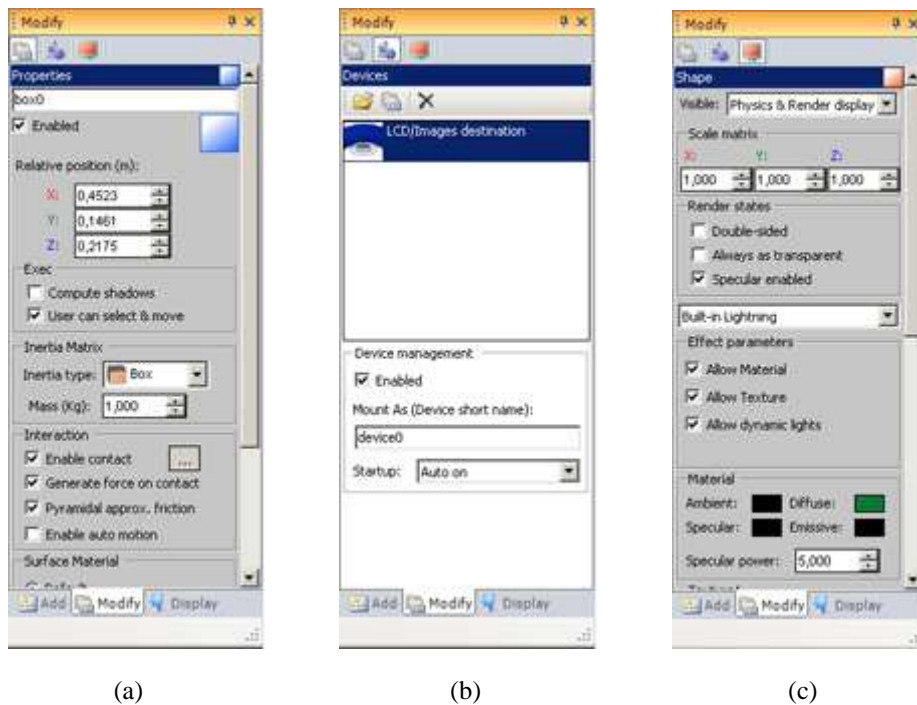 Modify
Properties
box0
Enabled
Relative position (m):
X: 0,4523
Y: 0,1461
Z: 0,2175
Exec
Compute shadows
User can select & move
Inertia Matrix
Inertia type: Box
Mass (Kg): 1,000
Interaction
Enable contact ...
Generate force on contact
Pyramidal approx. friction
Enable auto motion
Surface Material
Add Modify Display
(a)
Modify
Devices
LCD/Images destination
Device management
Enabled
Mount As (Device short name):
device0
Startup: Auto on
Add Modify Display
(b)
Modify
Shape
Visible: Physics & Render display
Scale matrix
X: Y: Z:
1,000 1,000 1,000
Render states
Double-sided
Always as transparent
Specular enabled
Built-in Lightning
Effect parameters
Allow Material
Allow Texture
Allow dynamic lights
Material
Ambient: Diffuse:
Specular: Emissive:
Specular power: 5,000
Add Modify Display
(c)